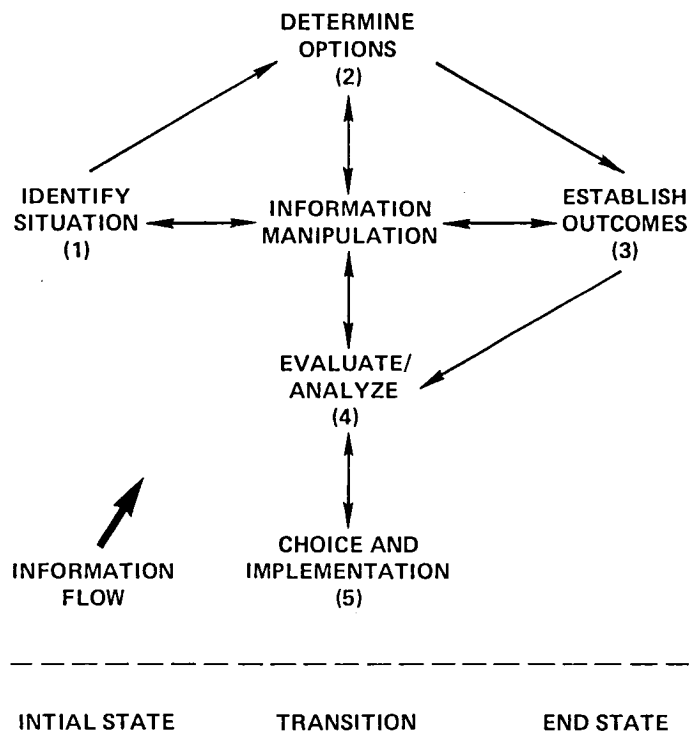 DETERMINE
OPTIONS
(2)
IDENTIFY
SITUATION
(1)
INFORMATION
MANIPULATION
ESTABLISH
OUTCOMES
(3)
EVALUATE/
ANALYZE
(4)
INFORMATION
FLOW
CHOICE AND
IMPLEMENTATION
(5)
INTIAL STATE
TRANSITION
END STATE